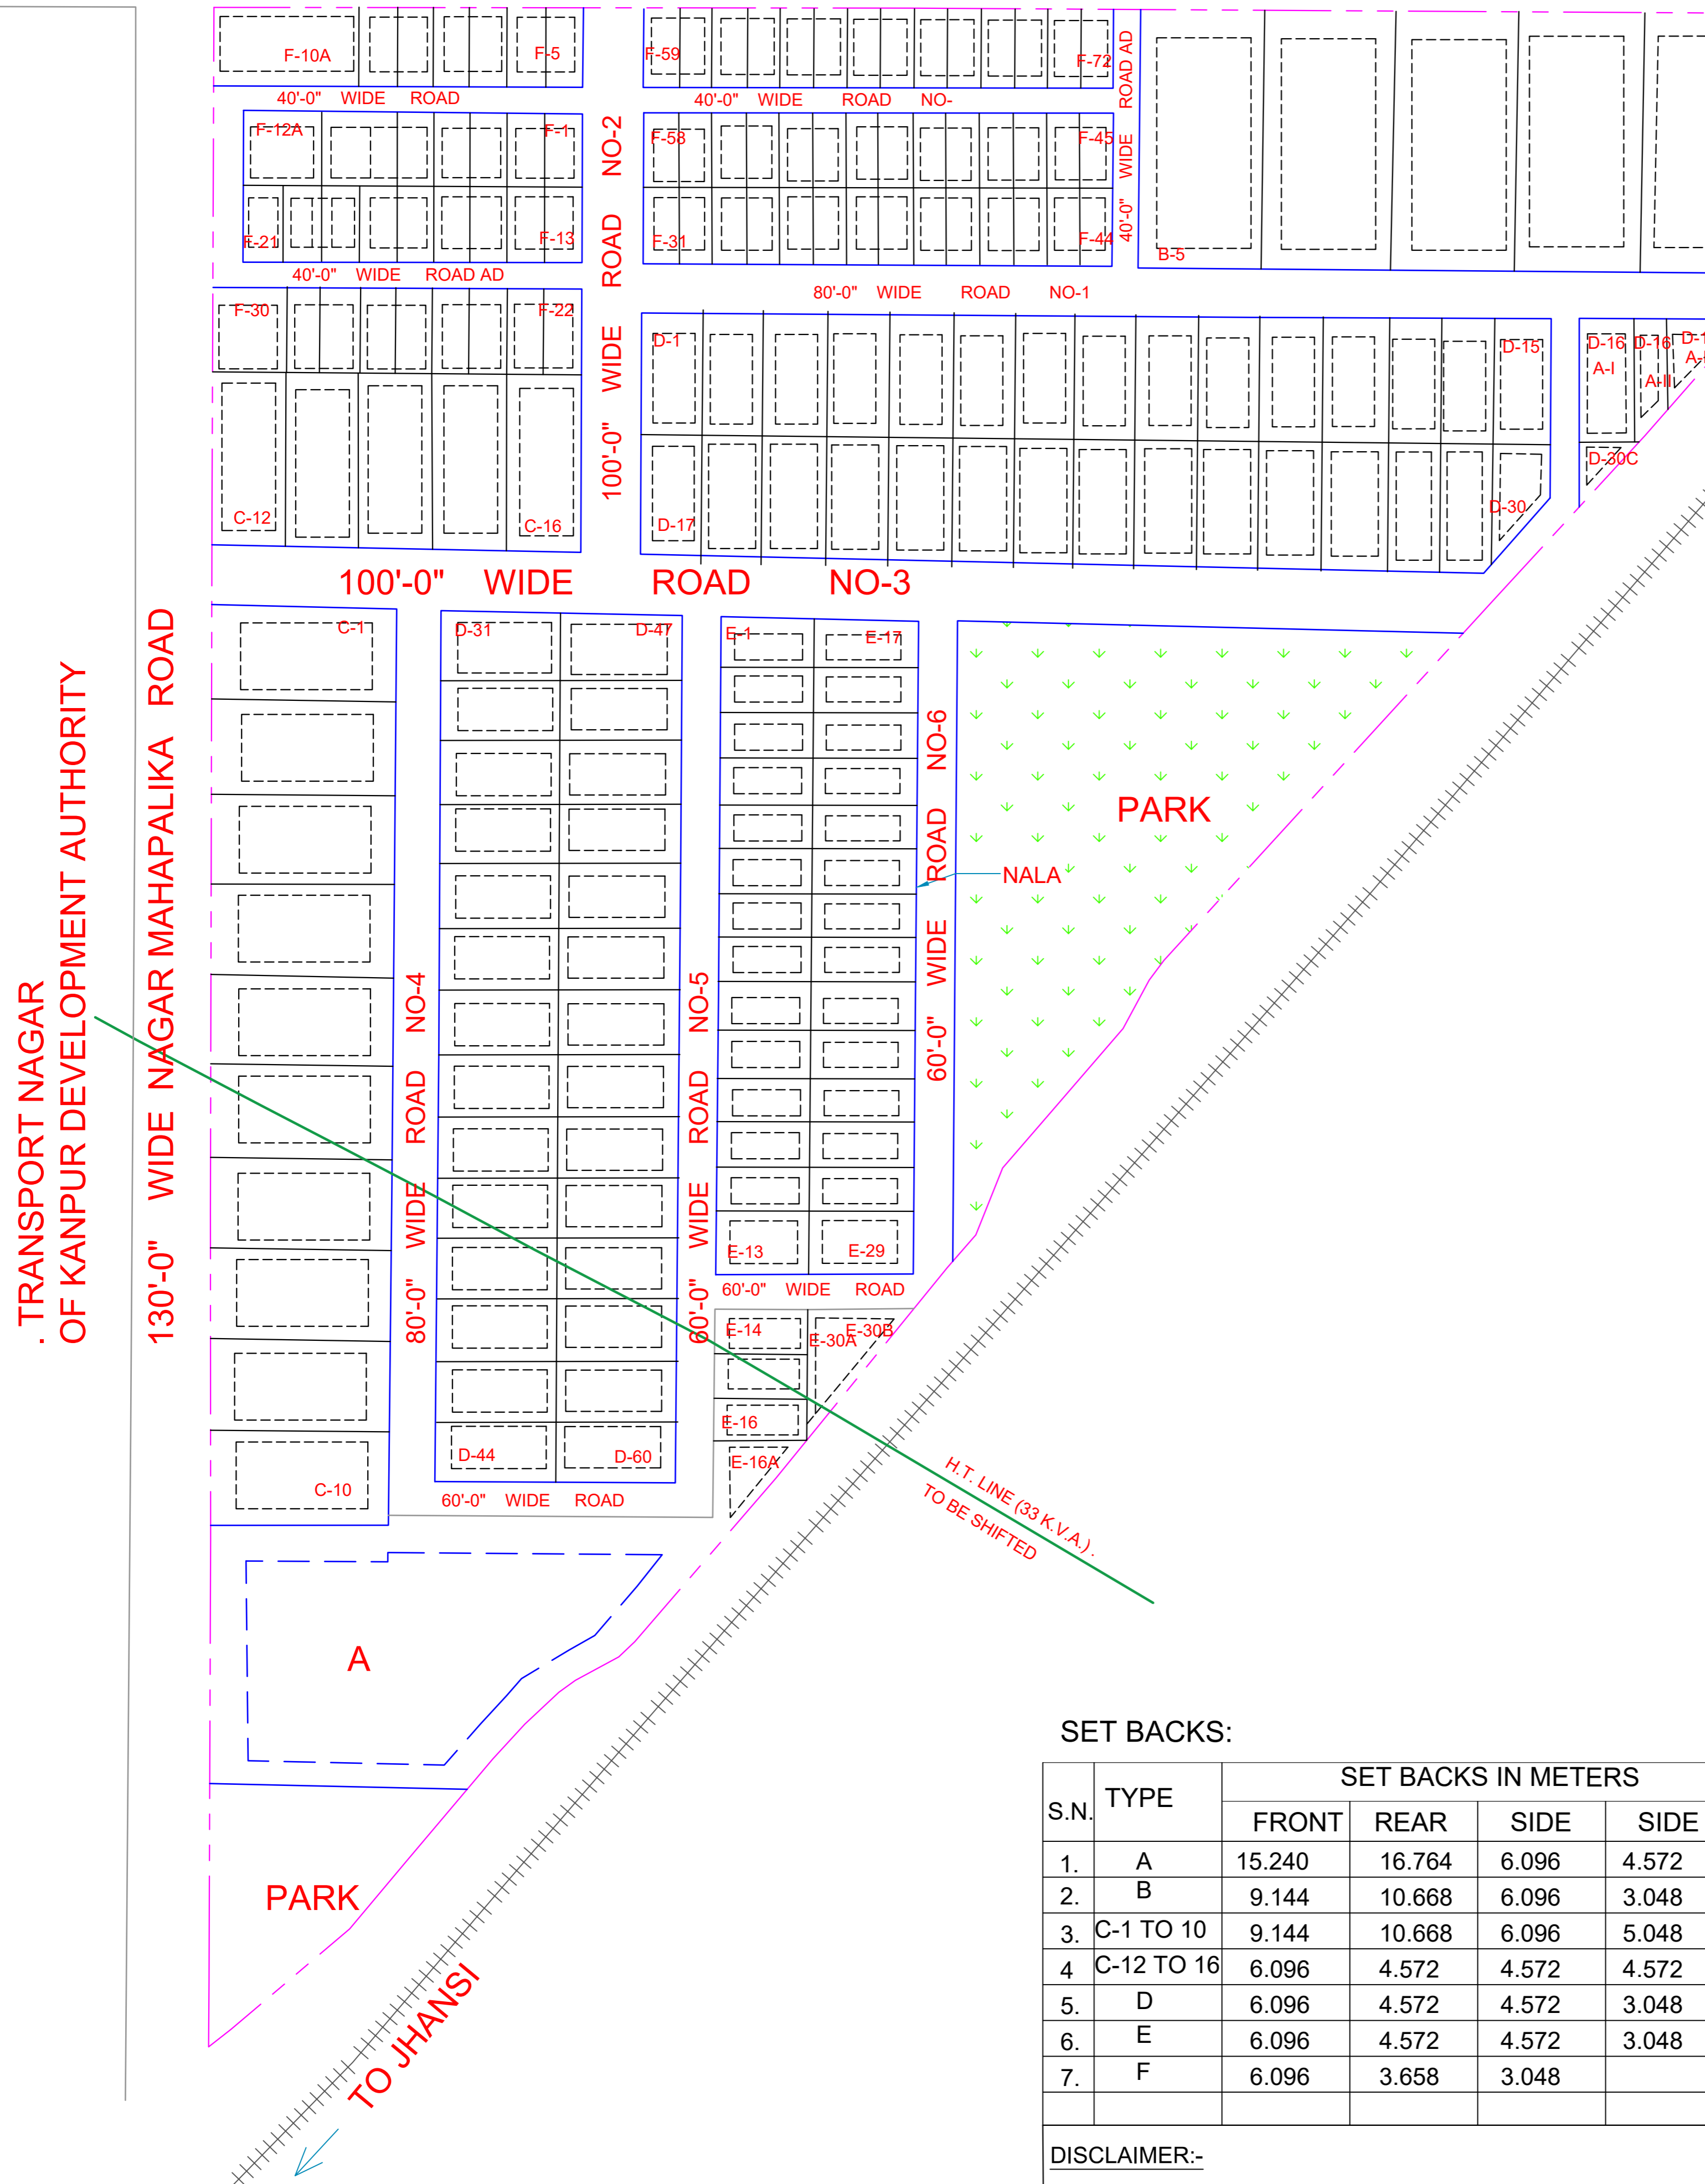 F-10A
F-5
F-59
F-72
40'-0" WIDE ROAD
40'-0" WIDE ROAD NO-
40'-0" WIDE ROAD AD
F-12A
F-1
F-58
F-45
F-21
F-13
F-31
F-44
B-5
40'-0" WIDE ROAD AD
80'-0" WIDE ROAD NO-1
100'-0" WIDE ROAD NO-2
F-30
F-22
D-1
D-15
D-16
A-I
D-16
A-II
C-12
C-16
D-17
D-30
D-30C
100'-0" WIDE ROAD NO-3
C-1
D-31
D-47
E-1
E-17
. TRANSPORT NAGAR
OF KANPUR DEVELOPMENT AUTHORITY
130'-0" WIDE NAGAR MAHAPALIKA ROAD
80'-0" WIDE ROAD NO-4
60'-0" WIDE ROAD NO-5
60'-0" WIDE ROAD NO-6
PARK
NALA
E-13
E-29
60'-0" WIDE ROAD
E-14
E-30A
E-30B
E-16
E-16A
D-44
D-60
C-10
60'-0" WIDE ROAD
H.T. LINE (33 K.V.A.) .
TO BE SHIFTED
A
PARK
TO JHANSI
SET BACKS:
S.N. TYPE SET BACKS IN METERS
FRONT REAR SIDE SIDE
1. A 15.240 16.764 6.096 4.572
2. B 9.144 10.668 6.096 3.048
3. C-1 TO 10 9.144 10.668 6.096 5.048
4 C-12 TO 16 6.096 4.572 4.572 4.572
5. D 6.096 4.572 4.572 3.048
6. E 6.096 4.572 4.572 3.048
7. F 6.096 3.658 3.048
DISCLAIMER:-